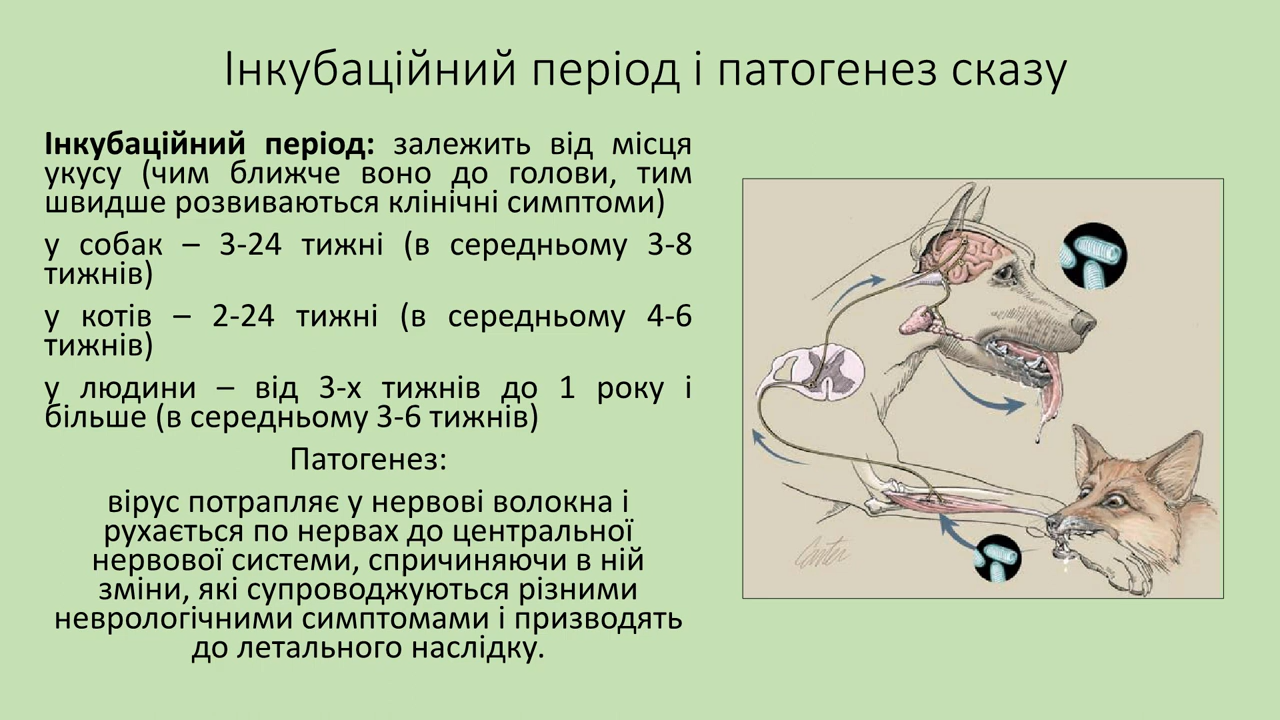 Інкубаційний період і патогенез сказу
Інкубаційний період: залежить від місця
укусу (чим ближче воно до голови, тим
швидше розвиваються клінічні симптоми)
у собак – 3-24 тижні (в середньому 3-8
тижнів)
у котів – 2-24 тижні (в середньому 4-6
тижнів)
у людини – від 3-х тижнів до 1 року і
більше (в середньому 3-6 тижнів)
Патогенез:
вірус потрапляє у нервові волокна і
рухається по нервах до центральної
нервової системи, спричиняючи в ній
зміни, які супроводжуються різними
неврологічними симптомами і призводять
до летального наслідку.